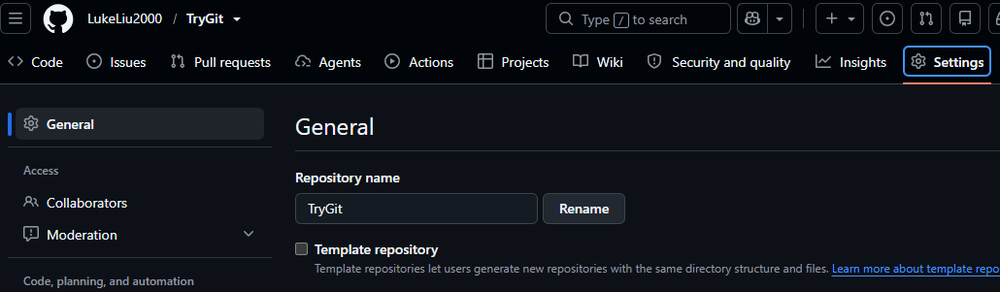 LukeLiu2000 / TryGit
Type / to search
Code
Issues
Pull requests
Agents
Actions
Projects
Wiki
Security and quality
Insights
Settings
General
Access
Collaborators
Moderation
Code, planning, and automation
General
Repository name
TryGit
Rename
Template repository
Template repositories let users generate new repositories with the same directory structure and files. Learn more about template repo